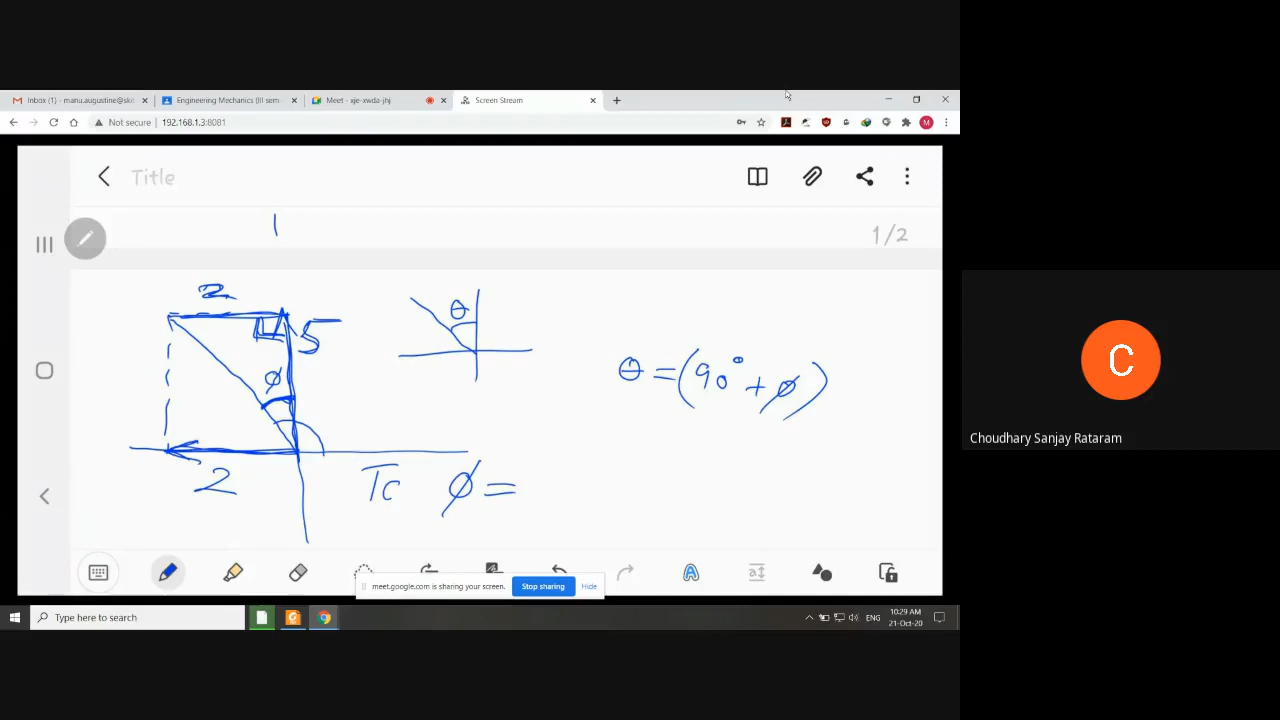 Inbox (1) - manu.augustine@skit
Engineering Mechanics (III sem
Meet - xje-xwda-jhj
Screen Stream
Not secure | 192.168.1.3:8081
M
Title
1/2
2
θ
5
ϕ
θ = (90° + ϕ)
2
Tc ϕ =
C
Choudhary Sanjay Rataram
meet.google.com is sharing your screen.
Stop sharing
Hide
Type here to search
ENG
10:29 AM
21-Oct-20